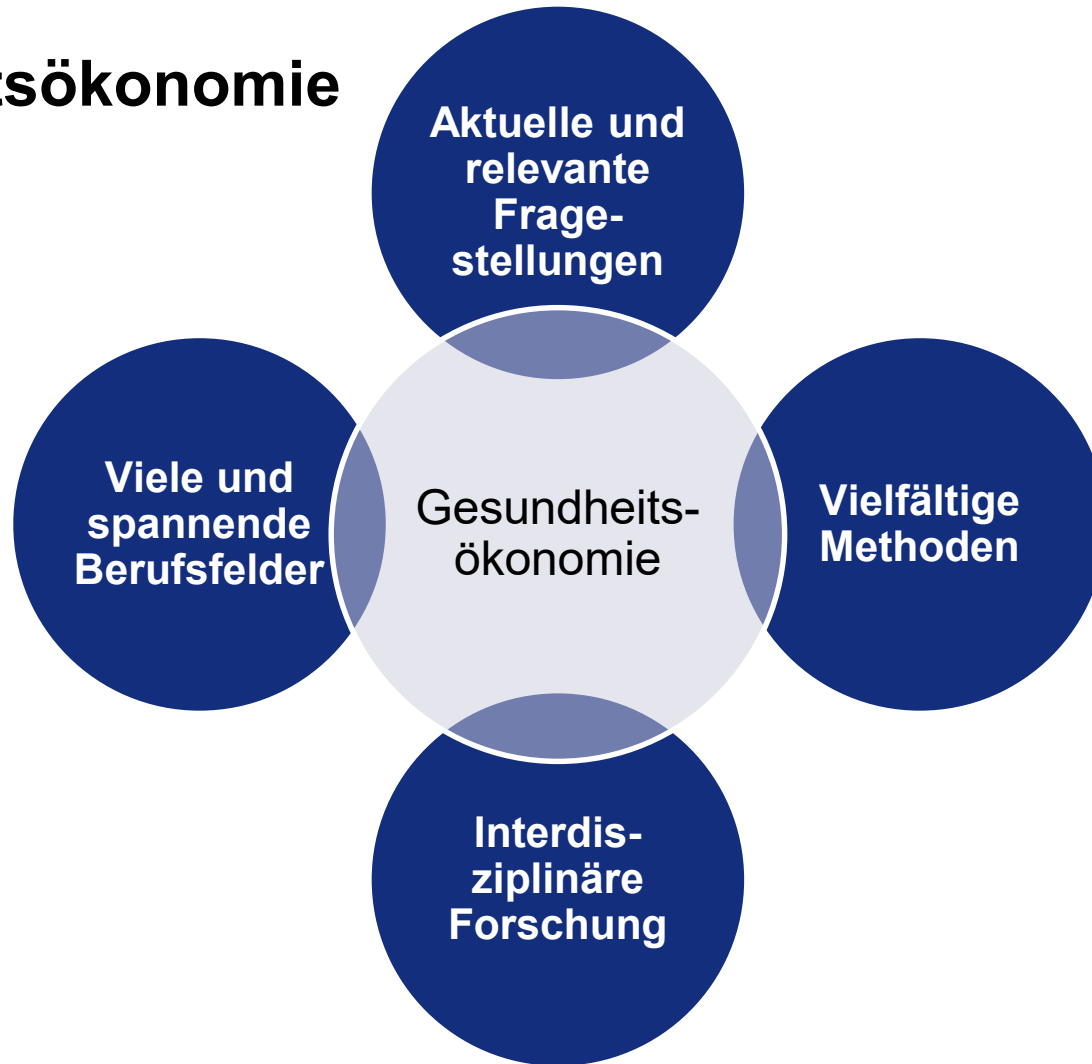 tsökonomie
Aktuelle und
relevante
Frage-
stellungen
Viele und
spannende
Berufsfelder
Gesundheits-
ökonomie
Vielfältige
Methoden
Interdis-
ziplinäre
Forschung